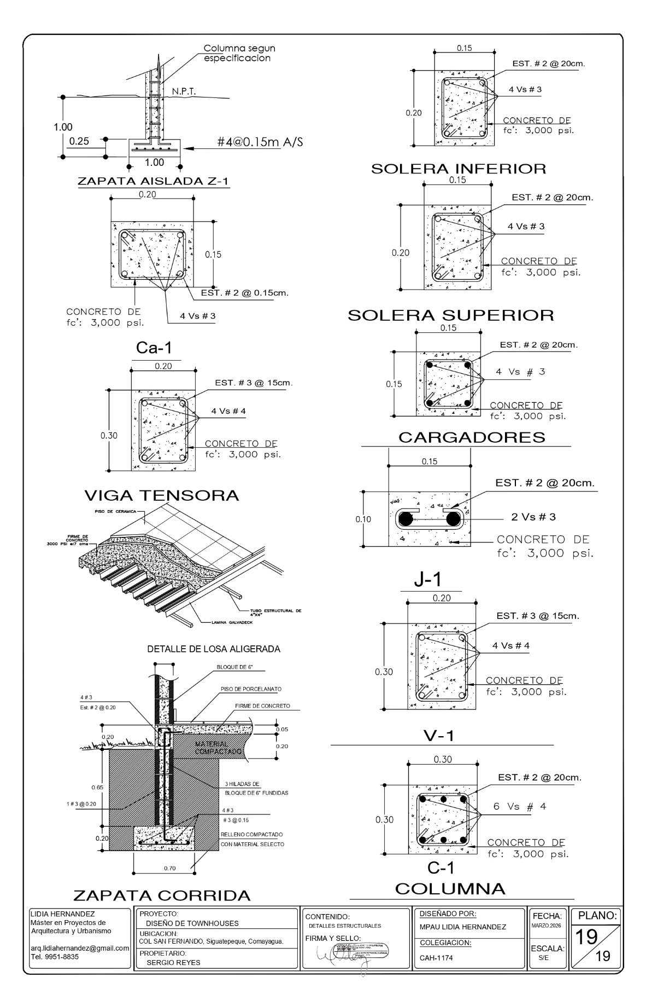 Columna segun
especificacion
N.P.T.
1.00
0.25
#4@0.15m A/S
1.00
ZAPATA AISLADA Z-1
0.20
0.15
EST. # 2 @ 0.15cm.
CONCRETO DE
fc': 3,000 psi.
4 Vs # 3
Ca-1
0.20
EST. # 3 @ 15cm.
4 Vs # 4
0.30
CONCRETO DE
fc': 3,000 psi.
VIGA TENSORA
PISO DE CERAMICA
FIRME DE
CONCRETO
3000 PSI e:7 cms
TUBO ESTRUCTURAL DE
4"X4"
LAMINA GALVADECK
DETALLE DE LOSA ALIGERADA
BLOQUE DE 6"
PISO DE PORCELANATO
4 # 3
Est. # 2 @ 0.20
FIRME DE CONCRETO
0.05
0.20
MATERIAL
COMPACTADO
0.20
0.65
3 HILADAS DE
BLOQUE DE 6" FUNDIDAS
1 # 3 @ 0.20
4 # 3
# 3 @ 0.15
0.20
RELLENO COMPACTADO
CON MATERIAL SELECTO
0.70
ZAPATA CORRIDA
0.15
EST. # 2 @ 20cm.
4 Vs # 3
0.20
CONCRETO DE
fc': 3,000 psi.
SOLERA INFERIOR
0.15
EST. # 2 @ 20cm.
4 Vs # 3
0.20
CONCRETO DE
fc': 3,000 psi.
SOLERA SUPERIOR
0.15
EST. # 2 @ 20cm.
4 Vs # 3
0.15
CONCRETO DE
fc': 3,000 psi.
CARGADORES
0.15
EST. # 2 @ 20cm.
0.10
2 Vs # 3
CONCRETO DE
fc': 3,000 psi.
J-1
0.20
EST. # 3 @ 15cm.
4 Vs # 4
0.30
CONCRETO DE
fc': 3,000 psi.
V-1
0.30
EST. # 2 @ 20cm.
6 Vs # 4
0.30
CONCRETO DE
fc': 3,000 psi.
C-1
COLUMNA
LIDIA HERNANDEZ
Máster en Proyectos de
Arquitectura y Urbanismo
arq.lidiahernandez@gmail.com
Tel. 9951-8835
PROYECTO:
DISEÑO DE TOWNHOUSES
UBICACION:
COL SAN FERNANDO, Siguatepeque, Comayagua.
PROPIETARIO:
SERGIO REYES
CONTENIDO:
DETALLES ESTRUCTURALES
FIRMA Y SELLO:
CAH
COLEGIO DE ARQUITECTOS
DE HONDURAS
DISEÑADO POR:
MPAU LIDIA HERNANDEZ
COLEGIACION:
CAH-1174
FECHA:
MARZO.2026
ESCALA:
S/E
PLANO:
19
19